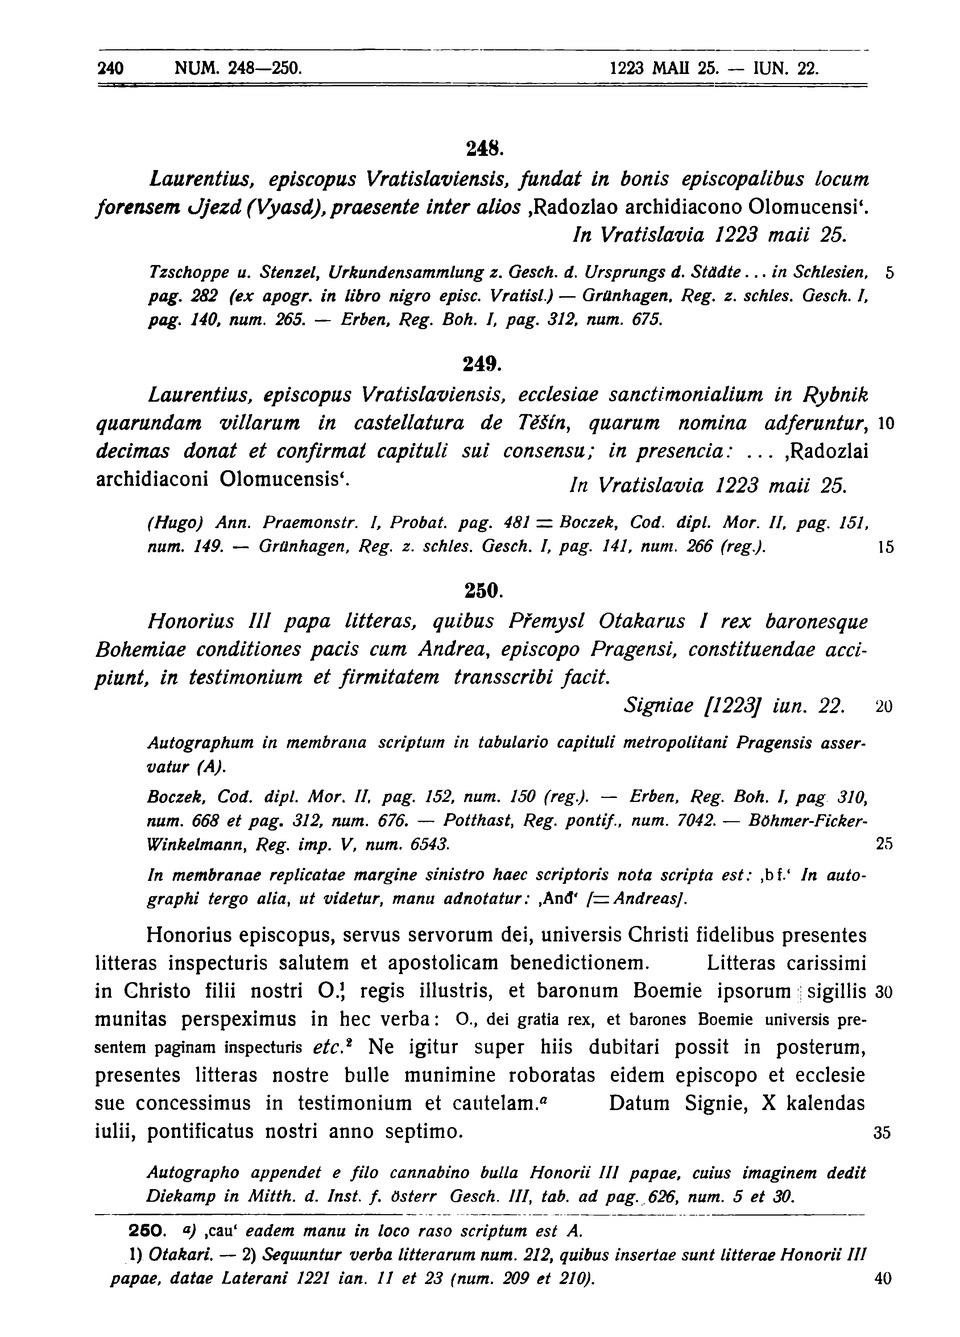 240 NUM. 248—250. 1223 MAII 25. — IUN. 22.
248.
Laurentius, episcopus Vratislaviensis, fundat in bonis episcopalibus locum
forensem Ujezd (Vyasd), praesente inter alios ‚Radozlao archidiacono Olomucensi‘.
In Vratislavia 1223 maii 25.
Tzschoppe u. Stenzel, Urkundensammlung z. Gesch. d. Ursprungs d. Städte... in Schlesien, 5
pag. 282 (ex apogr. in libro nigro episc. Vratisl.) — Grünhagen, Reg. z. schles. Gesch. I,
pag. 140, num. 265. — Erben, Reg. Boh. I, pag. 312, num. 675.
249.
Laurentius, episcopus Vratislaviensis, ecclesiae sanctimonialium in Rybnik
quarundam villarum in castellatura de Těšín, quarum nomina adferuntur, 10
decimas donat et confirmat capituli sui consensu; in presencia: ... ‚Radozlai
archidiaconi Olomucensis‘. In Vratislavia 1223 maii 25.
(Hugo) Ann. Praemonstr. I, Probat. pag. 481 = Boczek, Cod. dipl. Mor. II, pag. 151,
num. 149. — Grünhagen, Reg. z. schles. Gesch. I, pag. 141, num. 266 (reg.). 15
250.
Honorius III papa litteras, quibus Přemysl Otakarus I rex baronesque
Bohemiae conditiones pacis cum Andrea, episcopo Pragensi, constituendae acci-
piunt, in testimonium et firmitatem transscribi facit.
Signiae [1223] iun. 22. 20
Autographum in membrana scriptum in tabulario capituli metropolitani Pragensis asser-
vatur (A).
Boczek, Cod. dipl. Mor. II, pag. 152, num. 150 (reg.). — Erben, Reg. Boh. I, pag 310,
num. 668 et pag. 312, num. 676. — Potthast, Reg. pontif., num. 7042. — Böhmer-Ficker-
Winkelmann, Reg. imp. V, num. 6543. 25
In membranae replicatae margine sinistro haec scriptoris nota scripta est: ‚bf.‘ In auto-
graphi tergo alia, ut videtur, manu adnotatur: ‚And‘ [= Andreas].
Honorius episcopus, servus servorum dei, universis Christi fidelibus presentes
litteras inspecturis salutem et apostolicam benedictionem. Litteras carissimi
in Christo filii nostri O.,¹ regis illustris, et baronum Boemie ipsorum sigillis 30
munitas perspeximus in hec verba: O., dei gratia rex, et barones Boemie universis pre-
sentem paginam inspecturis etc.² Ne igitur super hiis dubitari possit in posterum,
presentes litteras nostre bulle munimine roboratas eidem episcopo et ecclesie
sue concessimus in testimonium et cautelam.ᵃ Datum Signie, X kalendas
iulii, pontificatus nostri anno septimo. 35
Autographo appendet e filo cannabino bulla Honorii III papae, cuius imaginem dedit
Diekamp in Mitth. d. Inst. f. österr Gesch. III, tab. ad pag. 626, num. 5 et 30.
250. a) ‚cau‘ eadem manu in loco raso scriptum est A.
1) Otakari. — 2) Sequuntur verba litterarum num. 212, quibus insertae sunt litterae Honorii III
papae, datae Laterani 1221 ian. 11 et 23 (num. 209 et 210). 40